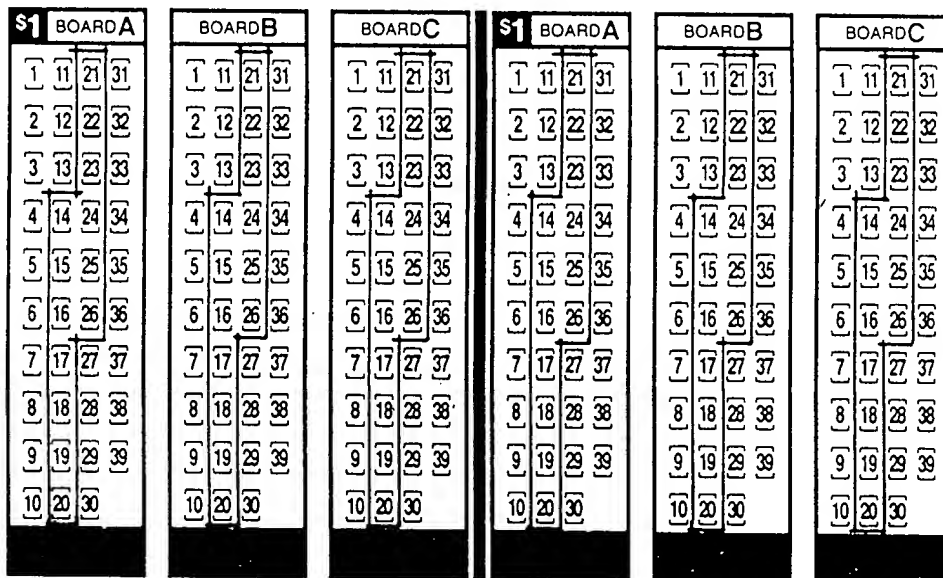 $1 BOARD A BOARD B BOARD C $1 BOARD A BOARD B BOARD C
1 11 21 31 1 11 21 31 1 11 21 31 1 11 21 31 1 11 21 31 1 11 21 31
2 12 22 32 2 12 22 32 2 12 22 32 2 12 22 32 2 12 22 32 2 12 22 32
3 13 23 33 3 13 23 33 3 13 23 33 3 13 23 33 3 13 23 33 3 13 23 33
4 14 24 34 4 14 24 34 4 14 24 34 4 14 24 34 4 14 24 34 4 14 24 34
5 15 25 35 5 15 25 35 5 15 25 35 5 15 25 35 5 15 25 35 5 15 25 35
6 16 26 36 6 16 26 36 6 16 26 36 6 16 26 36 6 16 26 36 6 16 26 36
7 17 27 37 7 17 27 37 7 17 27 37 7 17 27 37 7 17 27 37 7 17 27 37
8 18 28 38 8 18 28 38 8 18 28 38 8 18 28 38 8 18 28 38 8 18 28 38
9 19 29 39 9 19 29 39 9 19 29 39 9 19 29 39 9 19 29 39 9 19 29 39
10 20 30 10 20 30 10 20 30 10 20 30 10 20 30 10 20 30